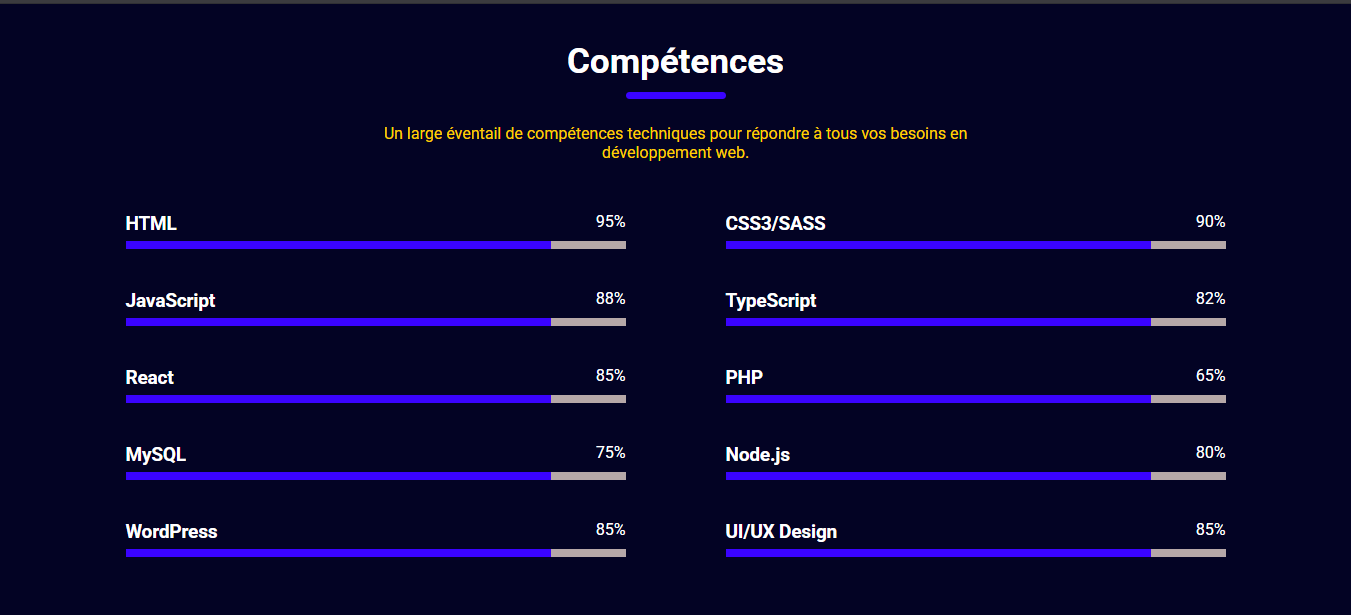 Compétences
Un large éventail de compétences techniques pour répondre à tous vos besoins en
développement web.
HTML 95%
CSS3/SASS 90%
JavaScript 88%
TypeScript 82%
React 85%
PHP 65%
MySQL 75%
Node.js 80%
WordPress 85%
UI/UX Design 85%